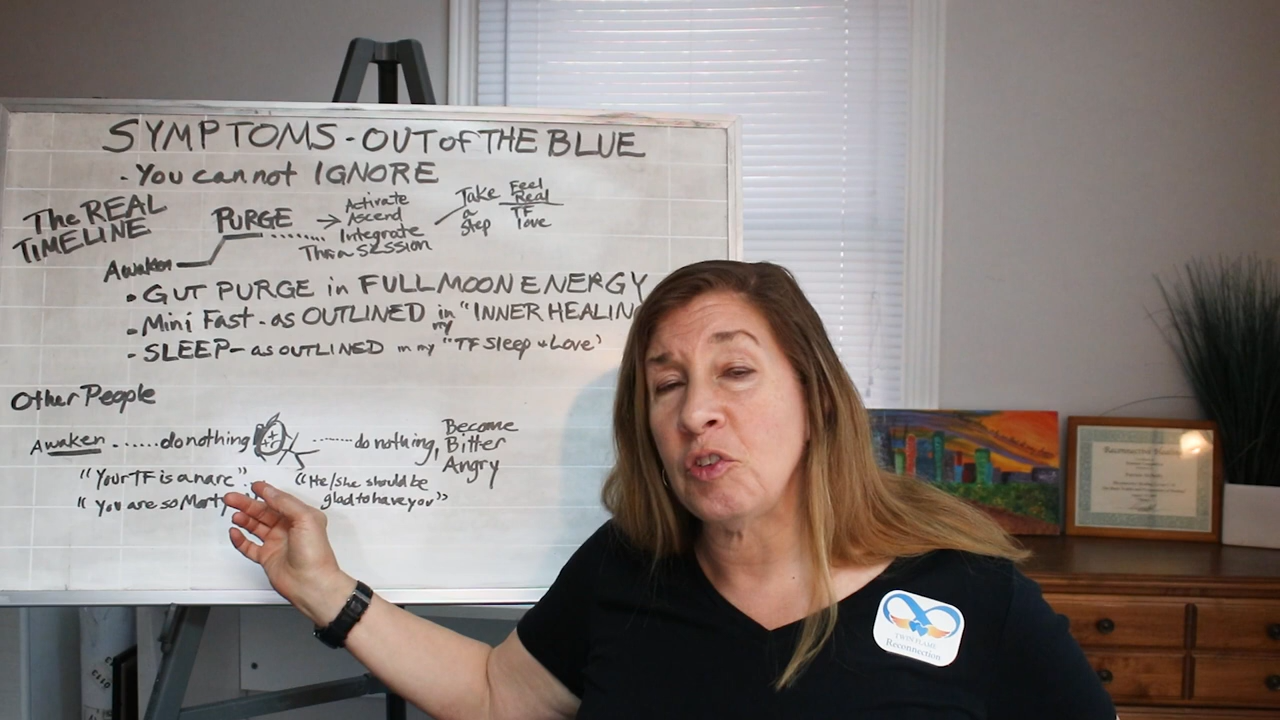 SYMPTOMS - OUT of THE BLUE
- You cannot IGNORE
The REAL TIMELINE
Awaken
PURGE
Activate
Ascend
Integrate
Thru SESSION
Take a step
Feel Real
TF love
• GUT PURGE in FULL MOON ENERGY
• Mini Fast - as OUTLINED in my "INNER HEALIN
- SLEEP - as OUTLINED in my "TF Sleep & Love"
Other People
Awaken ...... do nothing ....... do nothing,
Become
Bitter
Angry
"Your TF is a narc"
"You are so
"He/she should be
glad to have you"
TWIN FLAME
Reconnection